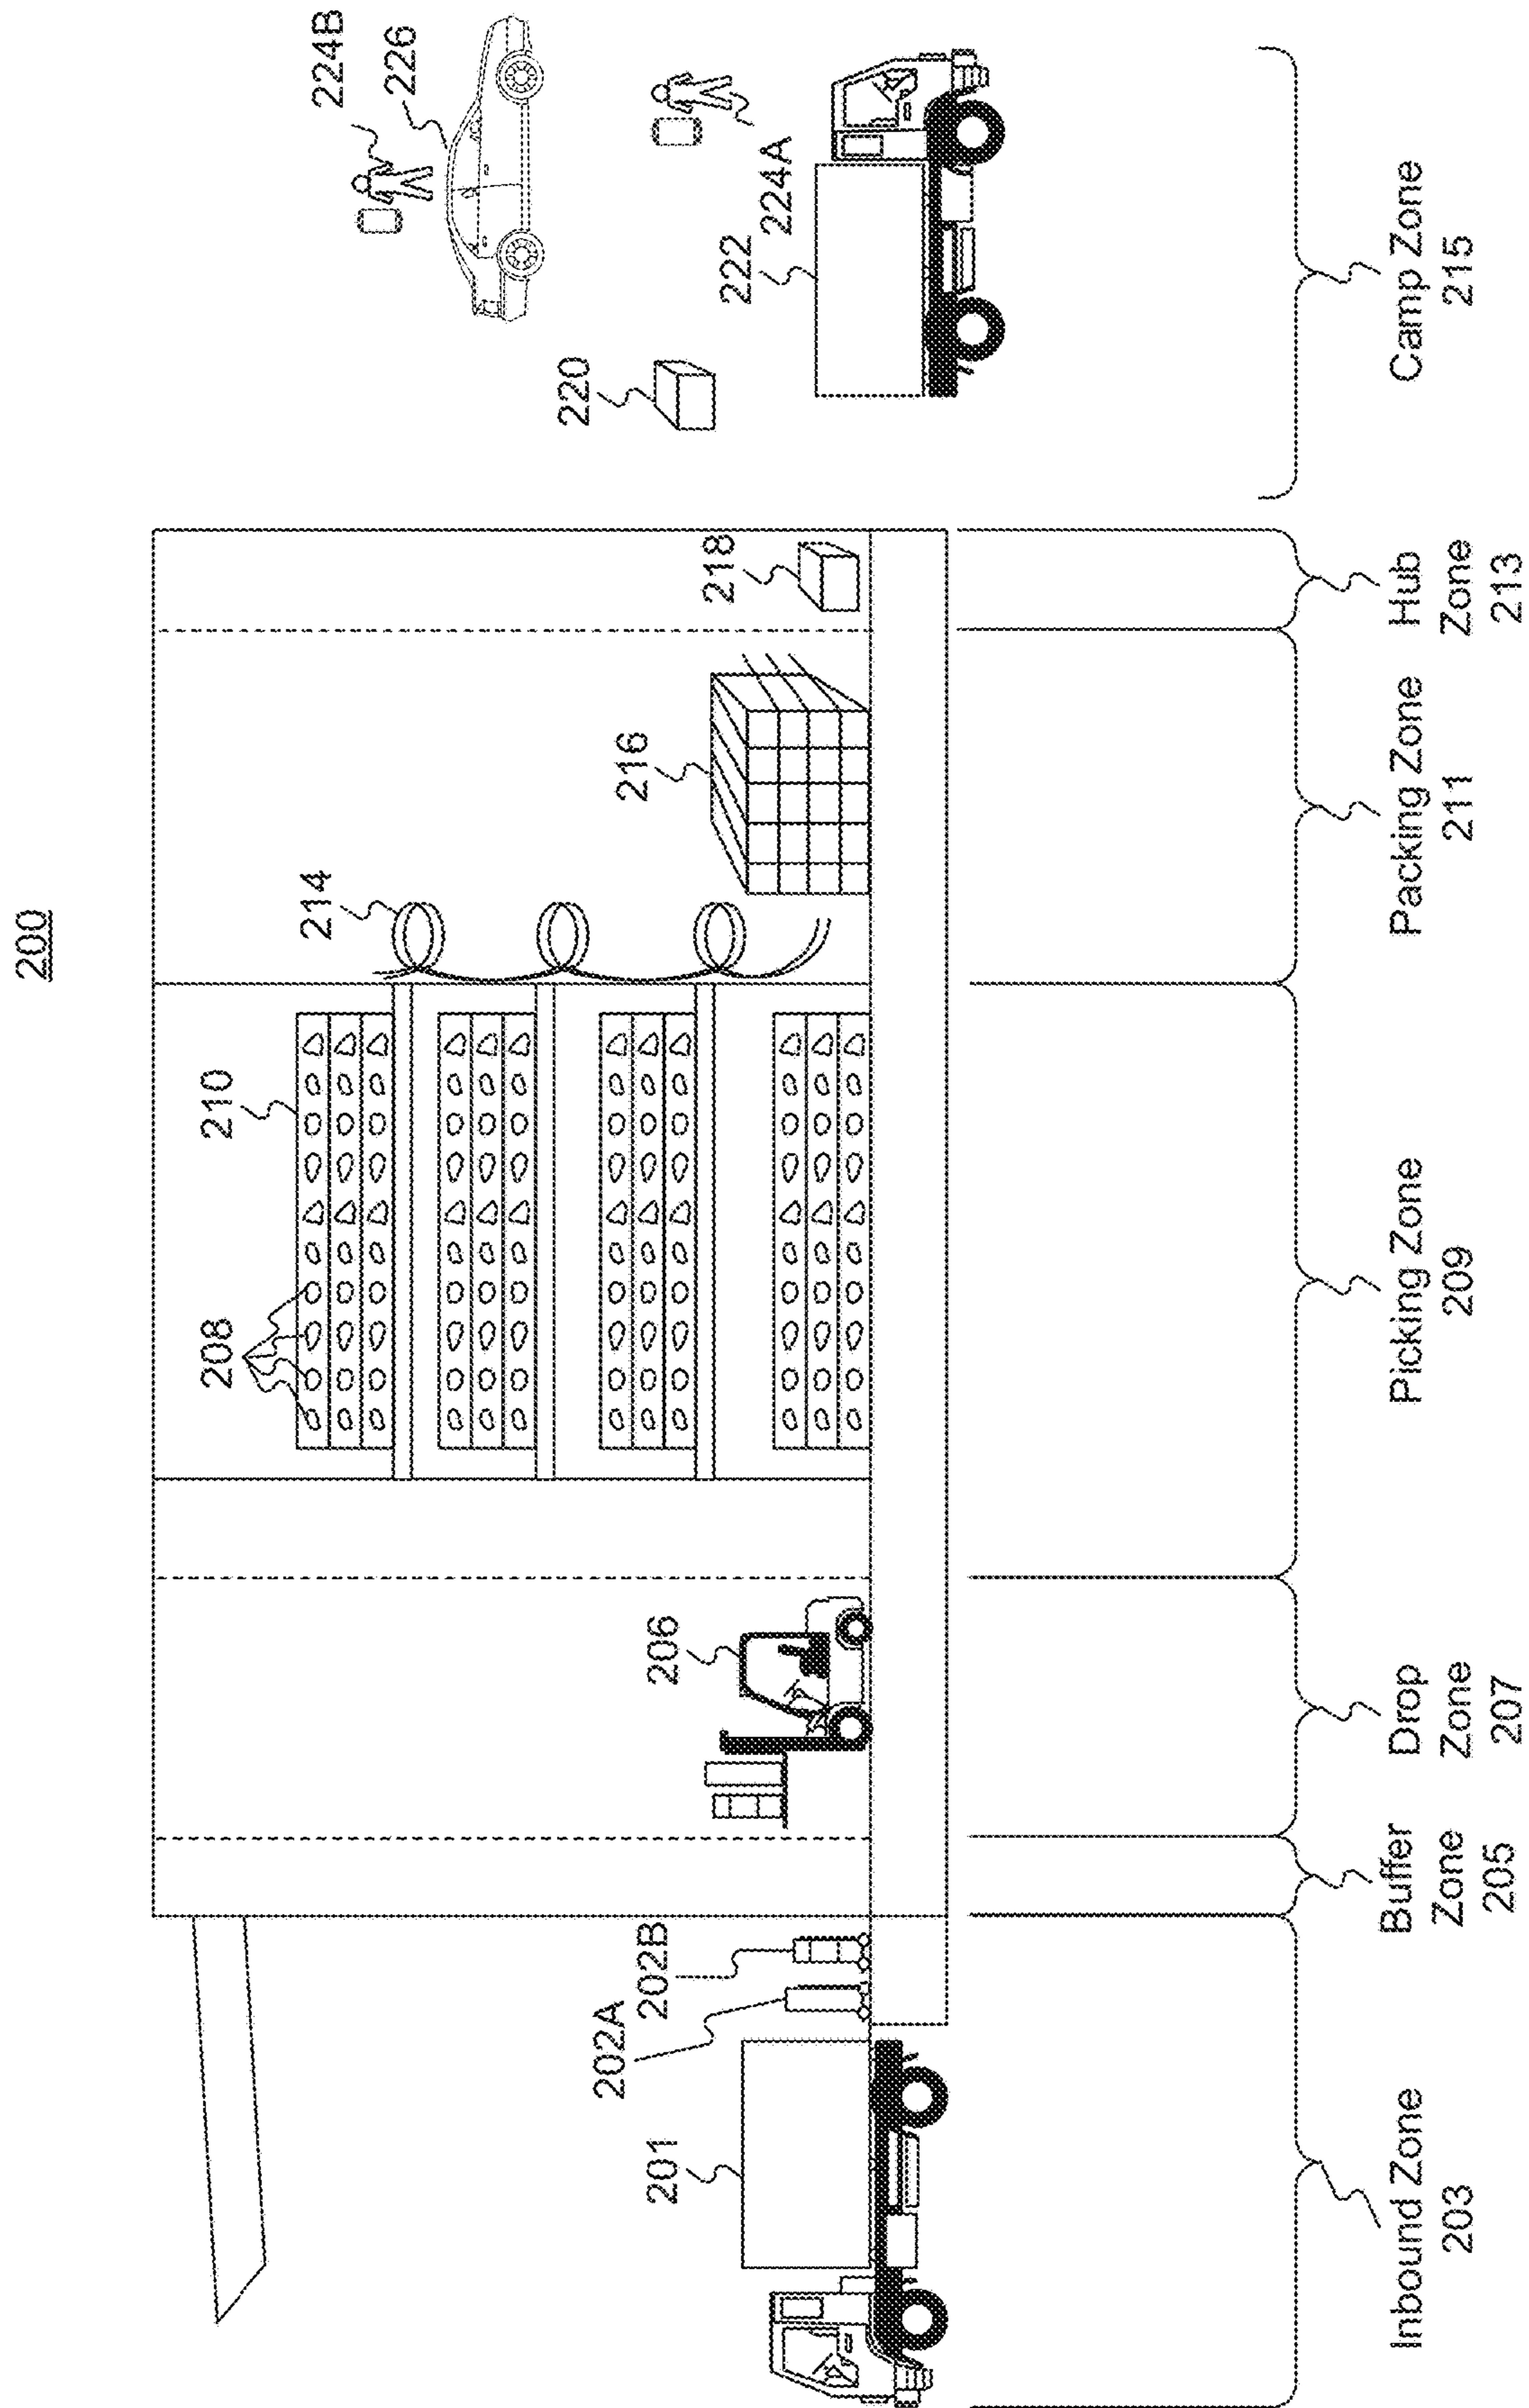 200
224B
226
224A
222
220
218
216
214
210
208
206
202B
202A
201
Inbound Zone
203
Buffer
Zone
205
Drop
Zone
207
Picking Zone
209
Packing Zone
211
Hub
Zone
213
Camp Zone
215